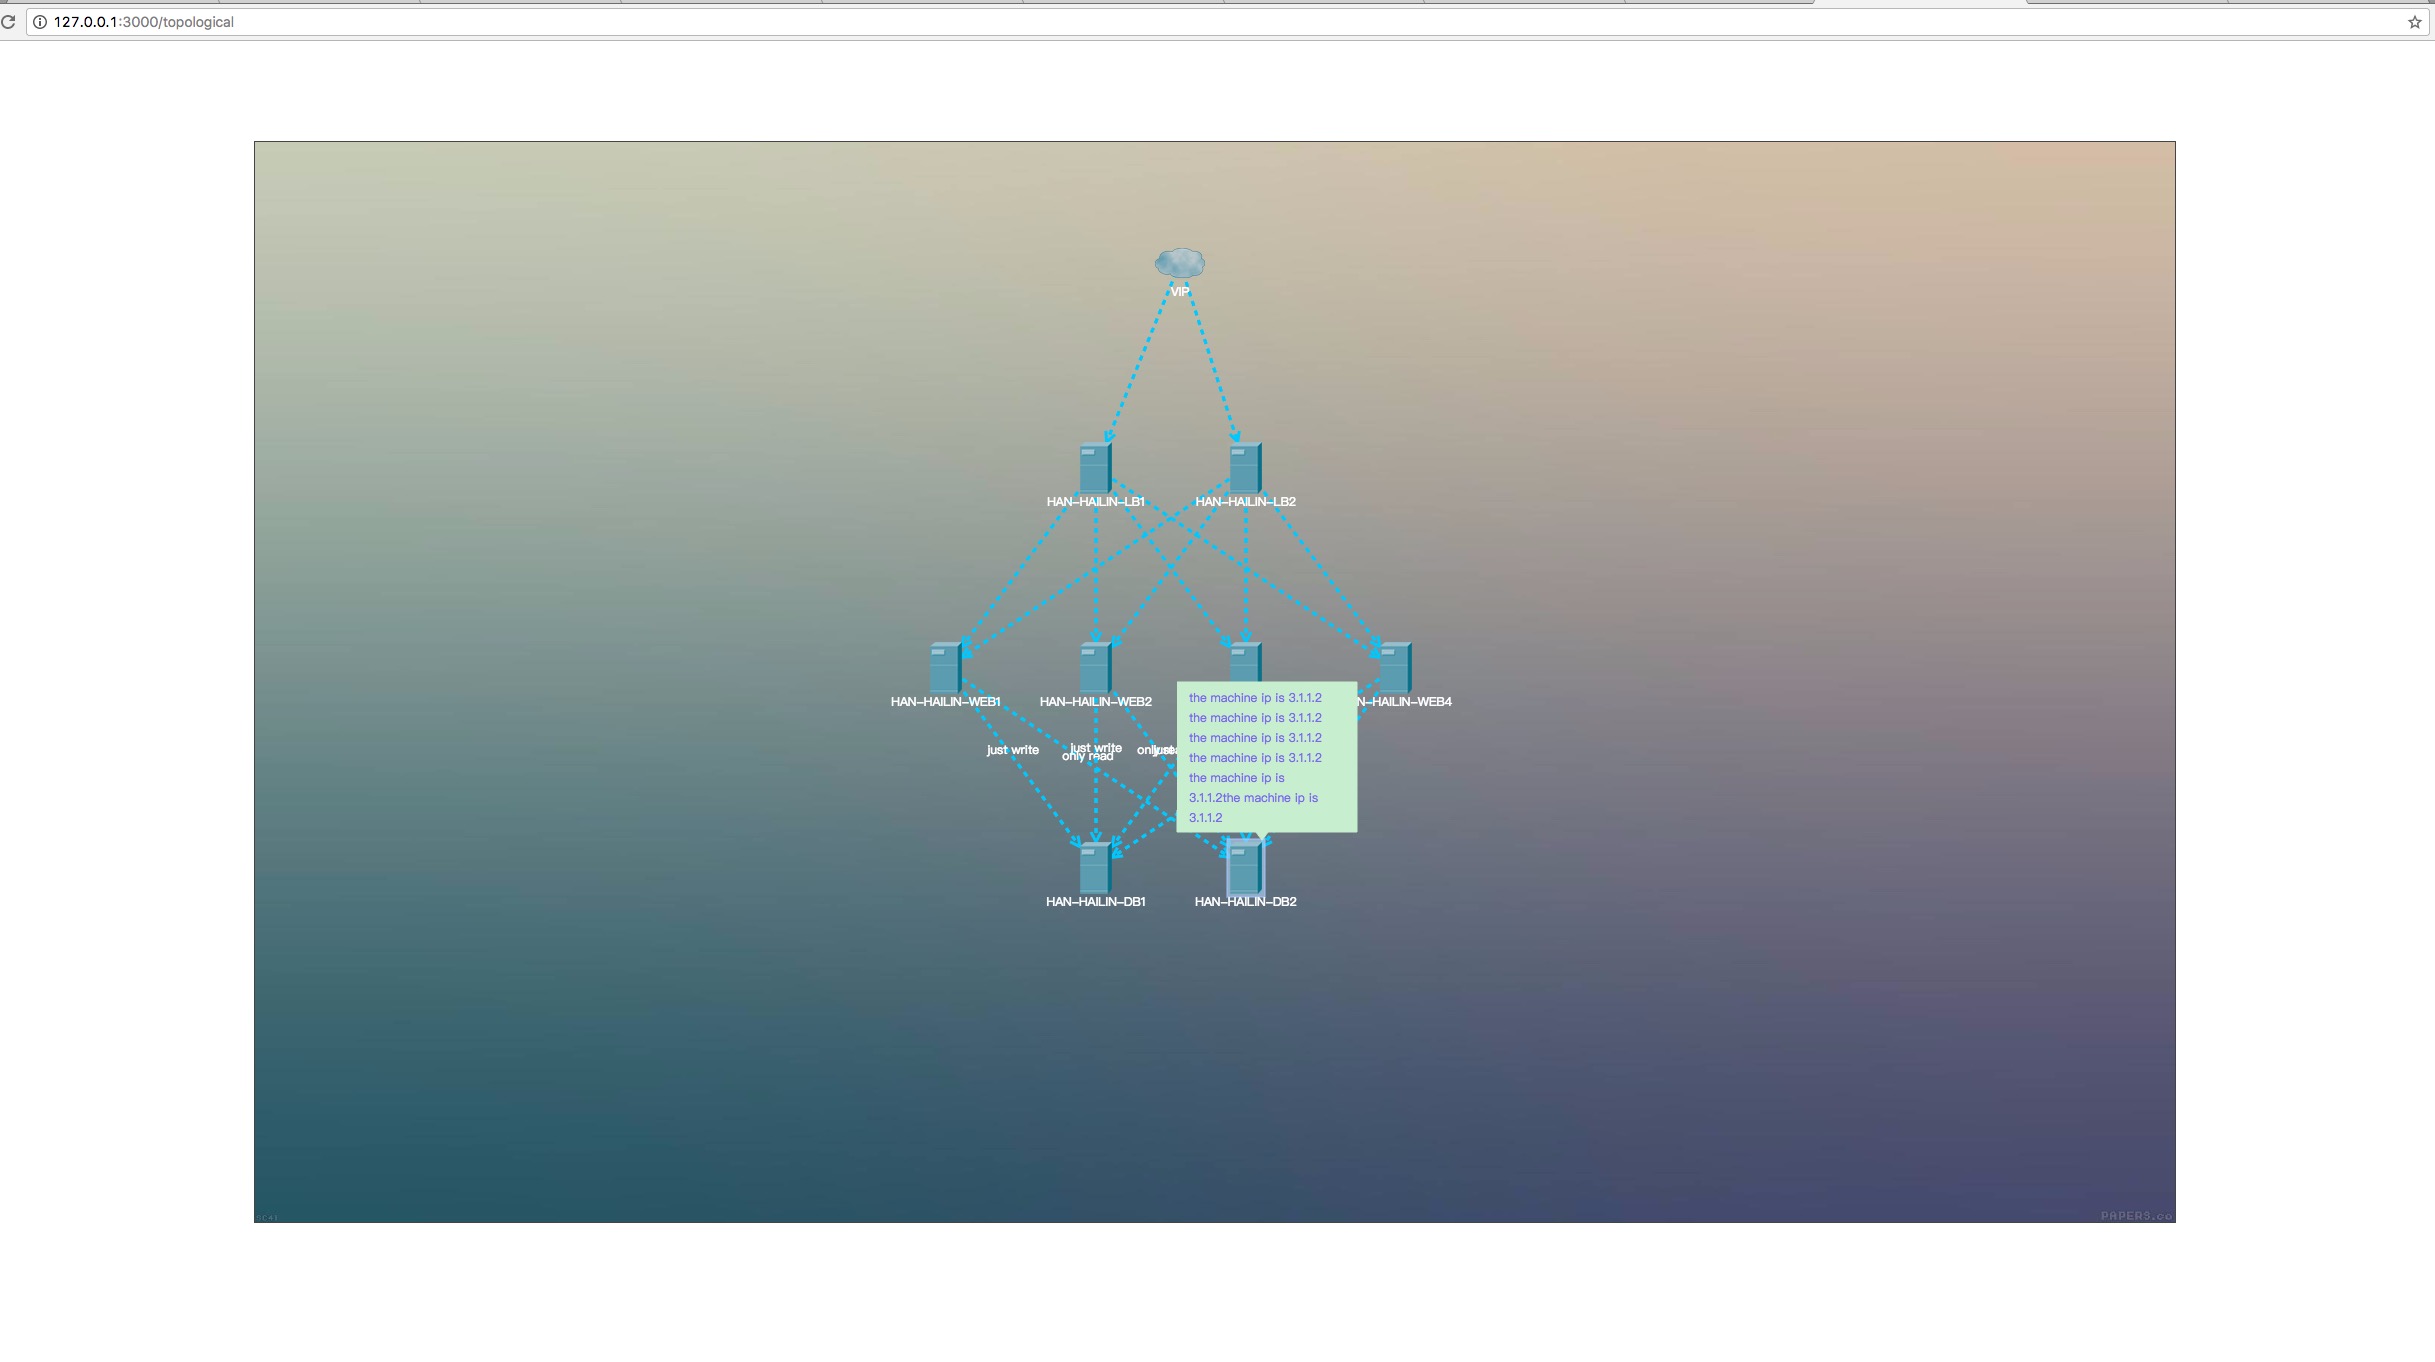 127.0.0.1:3000/topological
VIP
HAN-HAILIN-LB1
HAN-HAILIN-LB2
HAN-HAILIN-WEB1
HAN-HAILIN-WEB2
N-HAILIN-WEB4
the machine ip is 3.1.1.2
the machine ip is 3.1.1.2
the machine ip is 3.1.1.2
the machine ip is 3.1.1.2
the machine ip is
3.1.1.2the machine ip is
3.1.1.2
just write
just write
only read
only
HAN-HAILIN-DB1
HAN-HAILIN-DB2
PAPERS.co